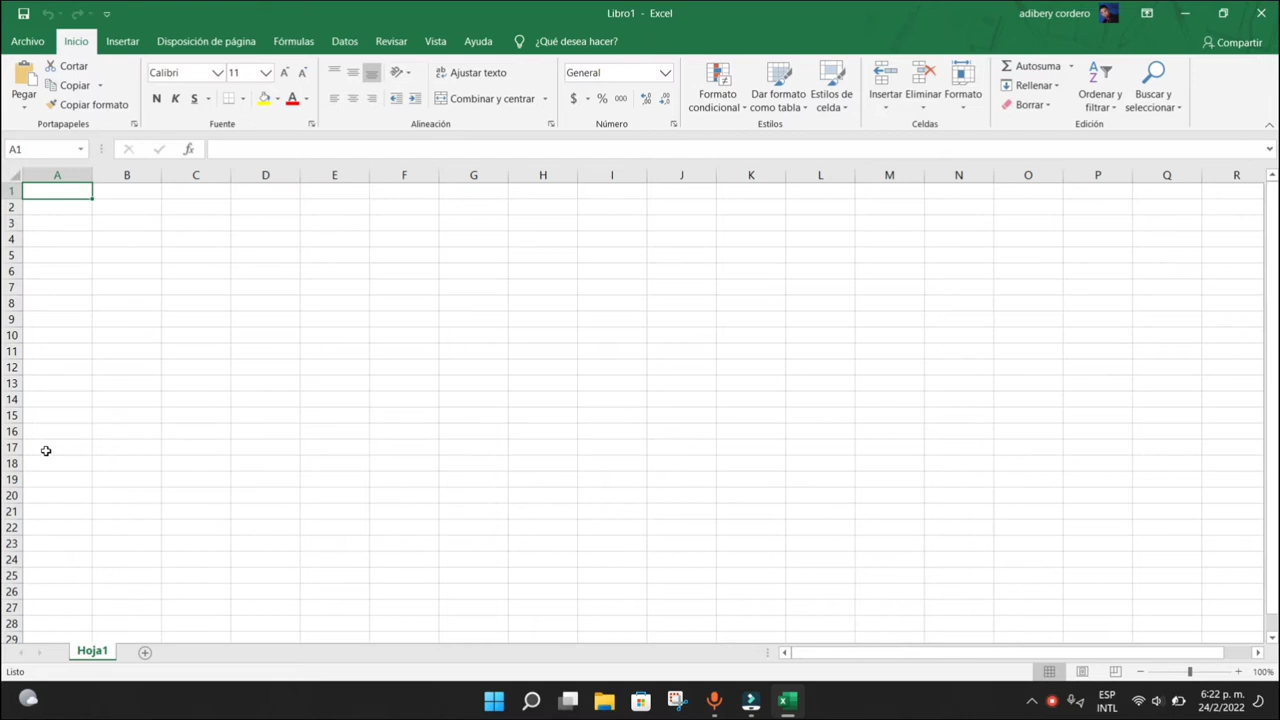 Libro1 - Excel
adibery cordero
Archivo Inicio Insertar Disposición de página Fórmulas Datos Revisar Vista Ayuda ¿Qué desea hacer? Compartir
Pegar
Cortar
Copiar
Copiar formato
Portapapeles
Calibri 11
N K S
Fuente
Ajustar texto
Combinar y centrar
Alineación
General
$ % 000
Número
Formato condicional
Dar formato como tabla
Estilos de celda
Estilos
Insertar Eliminar Formato
Celdas
Autosuma
Rellenar
Borrar
Ordenar y filtrar
Buscar y seleccionar
Edición
A1 fx
A B C D E F G H I J K L M N O P Q R
1
2
3
4
5
6
7
8
9
10
11
12
13
14
15
16
17
18
19
20
21
22
23
24
25
26
27
28
29
Hoja1
Listo 100%
ESP INTL
6:22 p. m.
24/2/2022